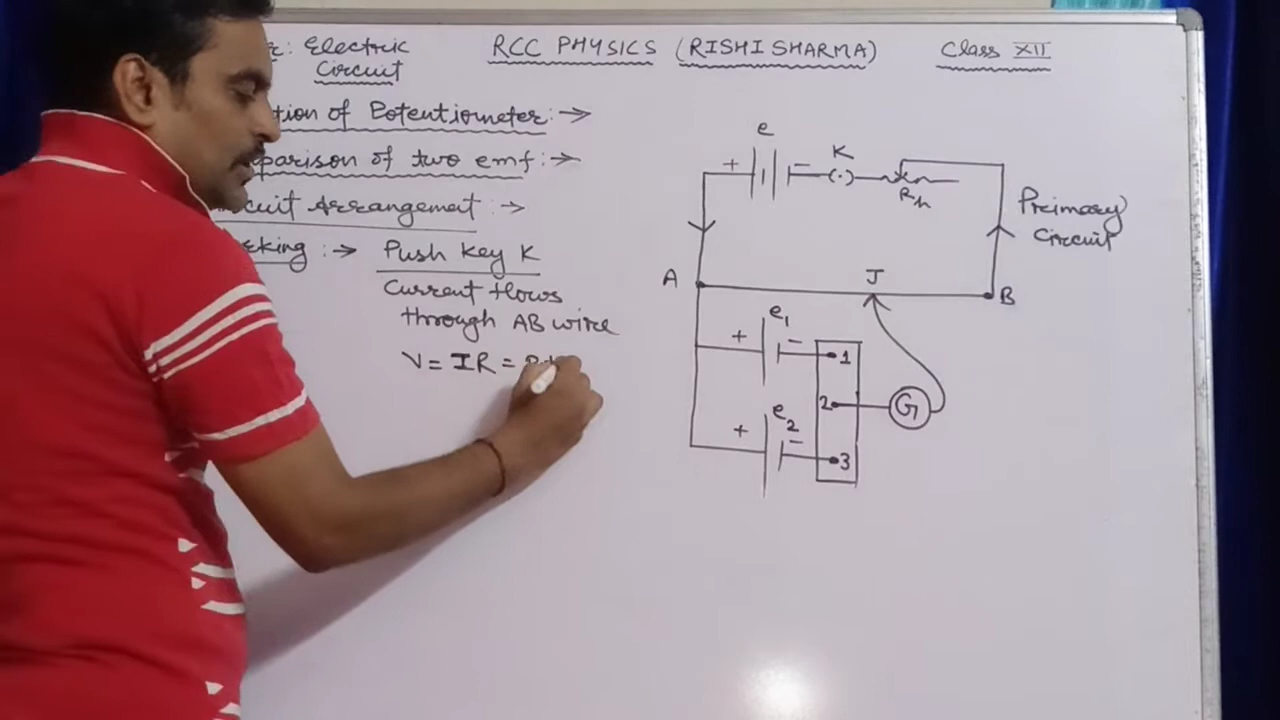 : Electric
Circuit
RCC PHYSICS (RISHI SHARMA)
Class XII
tion of Potentiometer :→
parison of two emf :→
cuit Arrangement :→
king :→ Push Key K
Current flows
through AB wire
V = IR =
e
+ - K
Rh
Primary
Circuit
A J B
e1
+ - 1
2 G
e2
+ - 3